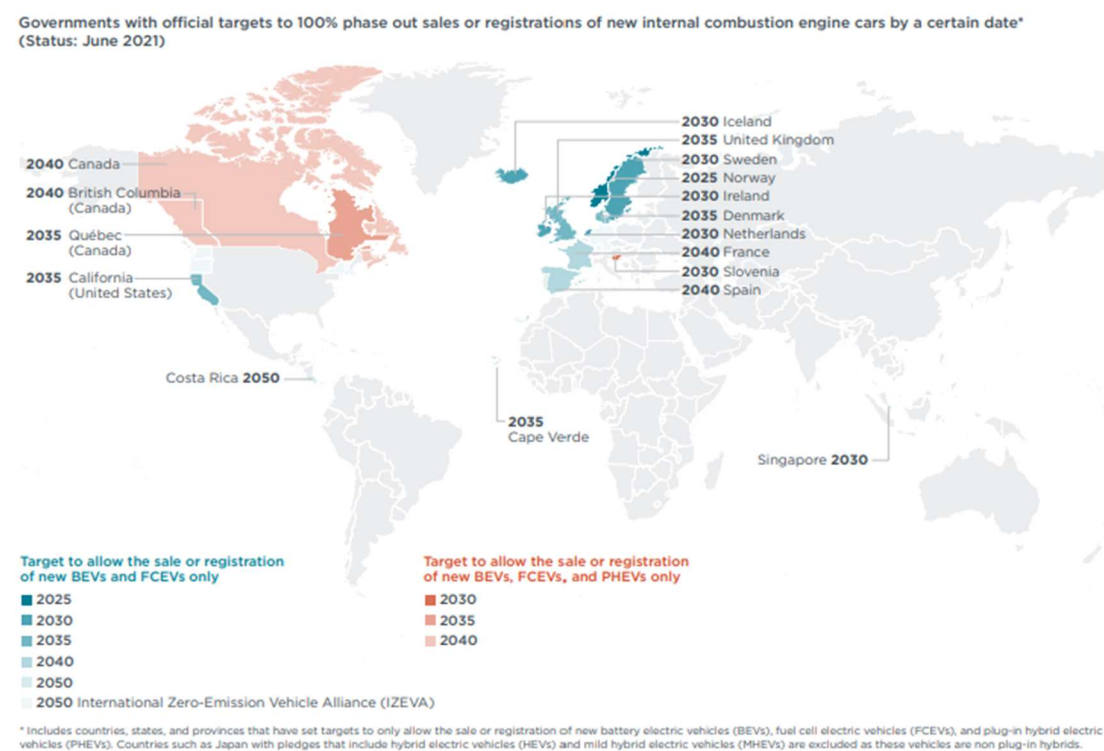 Governments with official targets to 100% phase out sales or registrations of new internal combustion engine cars by a certain date*
(Status: June 2021)
2040 Canada
2040 British Columbia
(Canada)
2035 Québec
(Canada)
2035 California
(United States)
Costa Rica 2050
2030 Iceland
2035 United Kingdom
2030 Sweden
2025 Norway
2030 Ireland
2035 Denmark
2030 Netherlands
2040 France
2030 Slovenia
2040 Spain
2035
Cape Verde
Singapore 2030
Target to allow the sale or registration
of new BEVs and FCEVs only
2025
2030
2035
2040
2050
2050 International Zero-Emission Vehicle Alliance (IZEVA)
Target to allow the sale or registration
of new BEVs, FCEVs, and PHEVs only
2030
2035
2040
* Includes countries, states, and provinces that have set targets to only allow the sale or registration of new battery electric vehicles (BEVs), fuel cell electric vehicles (FCEVs), and plug-in hybrid electric
vehicles (PHEVs). Countries such as Japan with pledges that include hybrid electric vehicles (HEVs) and mild hybrid electric vehicles (MHEVs) are excluded as these vehicles are non plug-in hybrids.